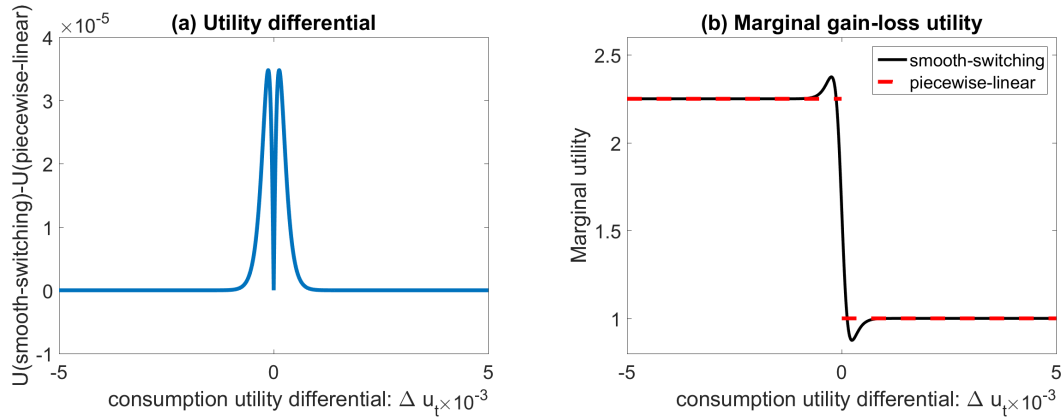 (a) Utility differential
×10⁻⁵
U(smooth-switching)-U(piecewise-linear)
4
3
2
1
0
-1
-5
0
5
consumption utility differential: Δ uₜ×10⁻³
(b) Marginal gain-loss utility
Marginal utility
2.5
2
1.5
1
smooth-switching
piecewise-linear
-5
0
5
consumption utility differential: Δ uₜ×10⁻³